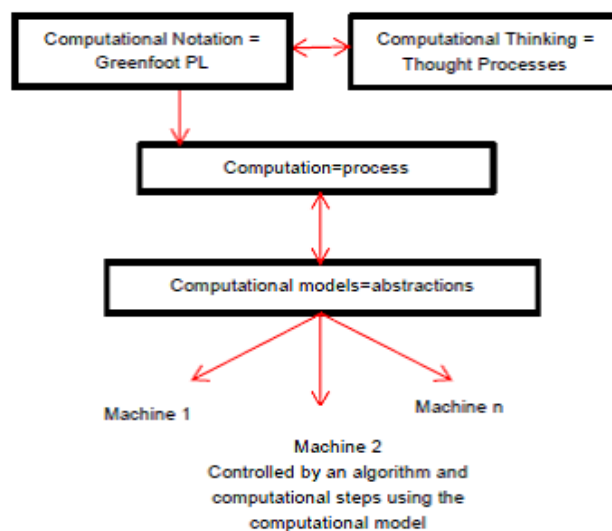 Computational Notation =
Greenfoot PL
Computational Thinking =
Thought Processes
Computation=process
Computational models=abstractions
Machine 1
Machine n
Machine 2
Controlled by an algorithm and
computational steps using the
computational model